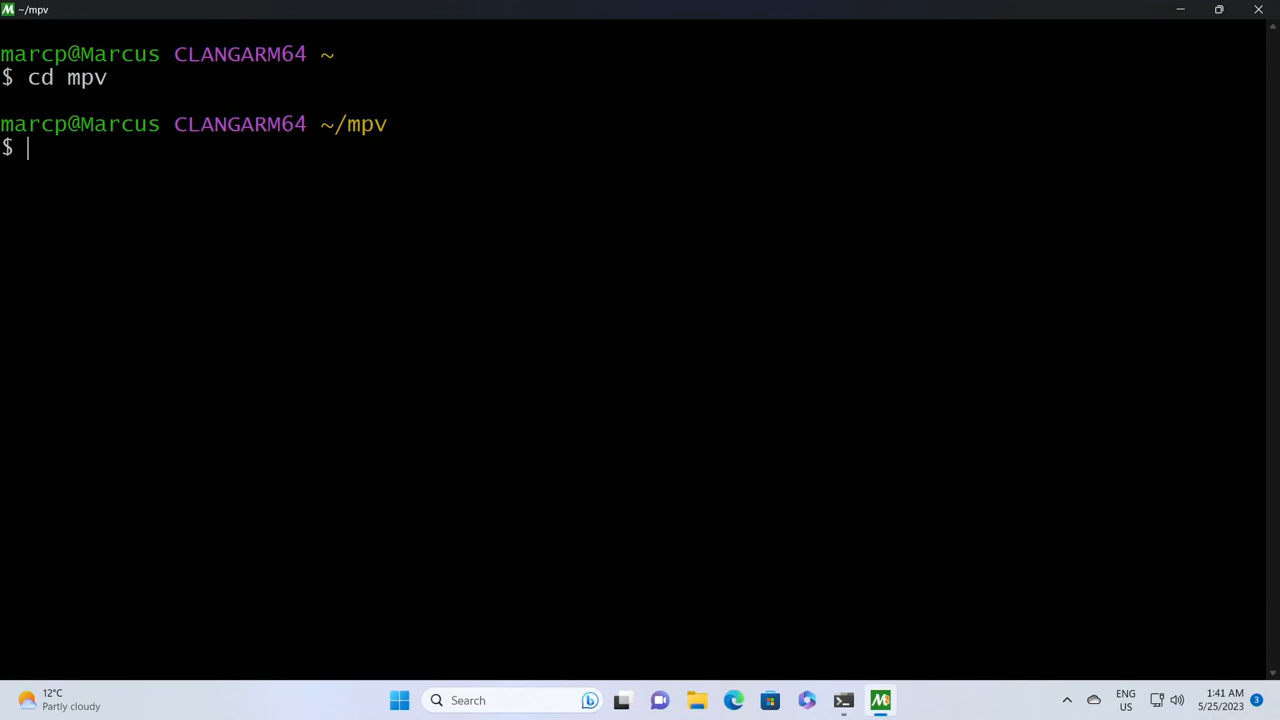 ~/mpv
marcp@Marcus CLANGARM64 ~
$ cd mpv
marcp@Marcus CLANGARM64 ~/mpv
$
12°C
Partly cloudy
Search
ENG
US
1:41 AM
5/25/2023
3